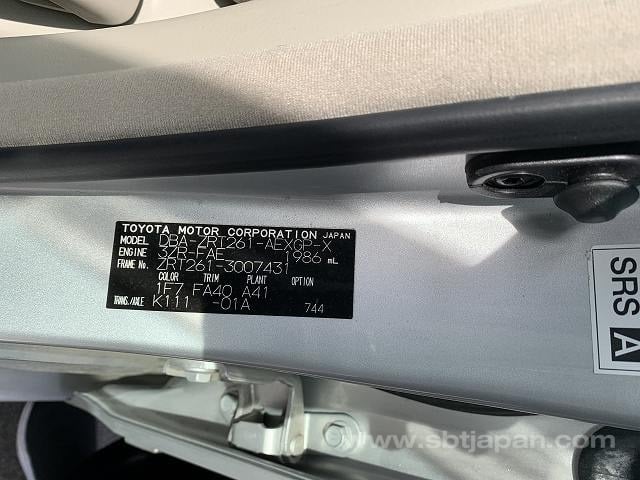 TOYOTA MOTOR CORPORATION JAPAN
MODEL DBA-ZRT261-AEXGP-X
ENGINE 3ZR-FAE 1986 mL
FRAME No. ZRT261-3007431
COLOR TRIM PLANT OPTION
1F7 FA40 A41
TRANS./AXLE K111 -01A 744
SRS A
www.sbtjapan.com